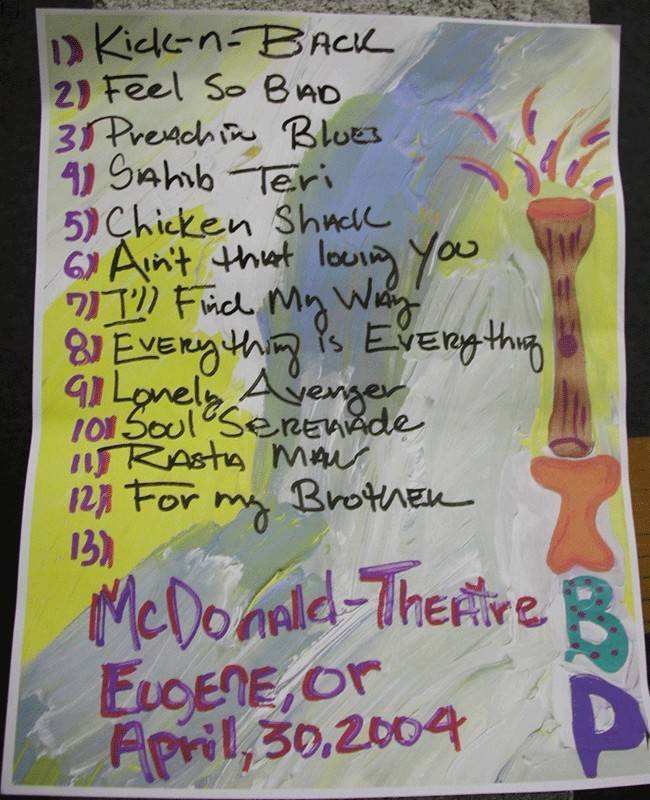 1) Kick-n-Back
2) Feel So Bad
3) Preachin Blues
4) Sahib Teri
5) Chicken Shack
6) Ain't that loving you
7) I'll Find My Way
8) Everything is Everything
9) Lonely Avenger
10) Soul Serenade
11) Rasta Man
12) For my Brother
13)
McDonald-Theatre
Eugene, or
April, 30, 2004
I
B
P